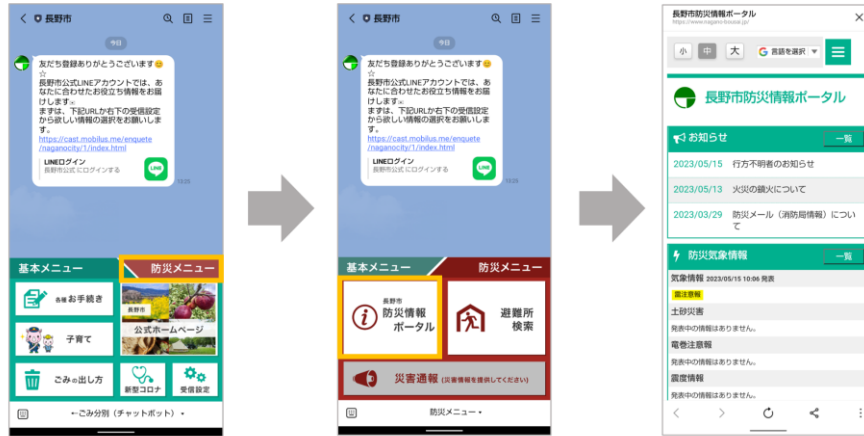 長野市
今日
友だち登録ありがとうございます
☆
長野市公式LINEアカウントでは、あ
なたに合わせたお役立ち情報をお届
けします
まずは、下記URLか右下の受信設定
から欲しい情報の選択をお願いしま
す。
https://cast.mobilus.me/enquete
/naganocity/1/index.html
LINEログイン
長野市公式 にログインする
LINE
13:25
基本メニュー
防災メニュー
各種お手続き
長野市
公式ホームページ
子育て
ごみの出し方
新型コロナ
受信設定
←ごみ分別（チャットボット）
長野市
今日
友だち登録ありがとうございます
☆
長野市公式LINEアカウントでは、あ
なたに合わせたお役立ち情報をお届
けします
まずは、下記URLか右下の受信設定
から欲しい情報の選択をお願いしま
す。
https://cast.mobilus.me/enquete
/naganocity/1/index.html
LINEログイン
長野市公式 にログインする
LINE
13:25
基本メニュー
防災メニュー
長野市
防災情報
ポータル
避難所
検索
災害通報 (災害情報を提供してください)
防災メニュー
長野市防災情報ポータル
https://www.nagano-bousai.jp/
小 中 大 言語を選択
長野市防災情報ポータル
お知らせ 一覧
2023/05/15 行方不明者のお知らせ
2023/05/13 火災の鎮火について
2023/03/29 防災メール（消防局情報）につい
て
防災気象情報 一覧
気象情報 2023/05/15 10:06 発表
霜注意報
土砂災害
発表中の情報はありません。
竜巻注意報
発表中の情報はありません。
震度情報
発表中の情報はありません。